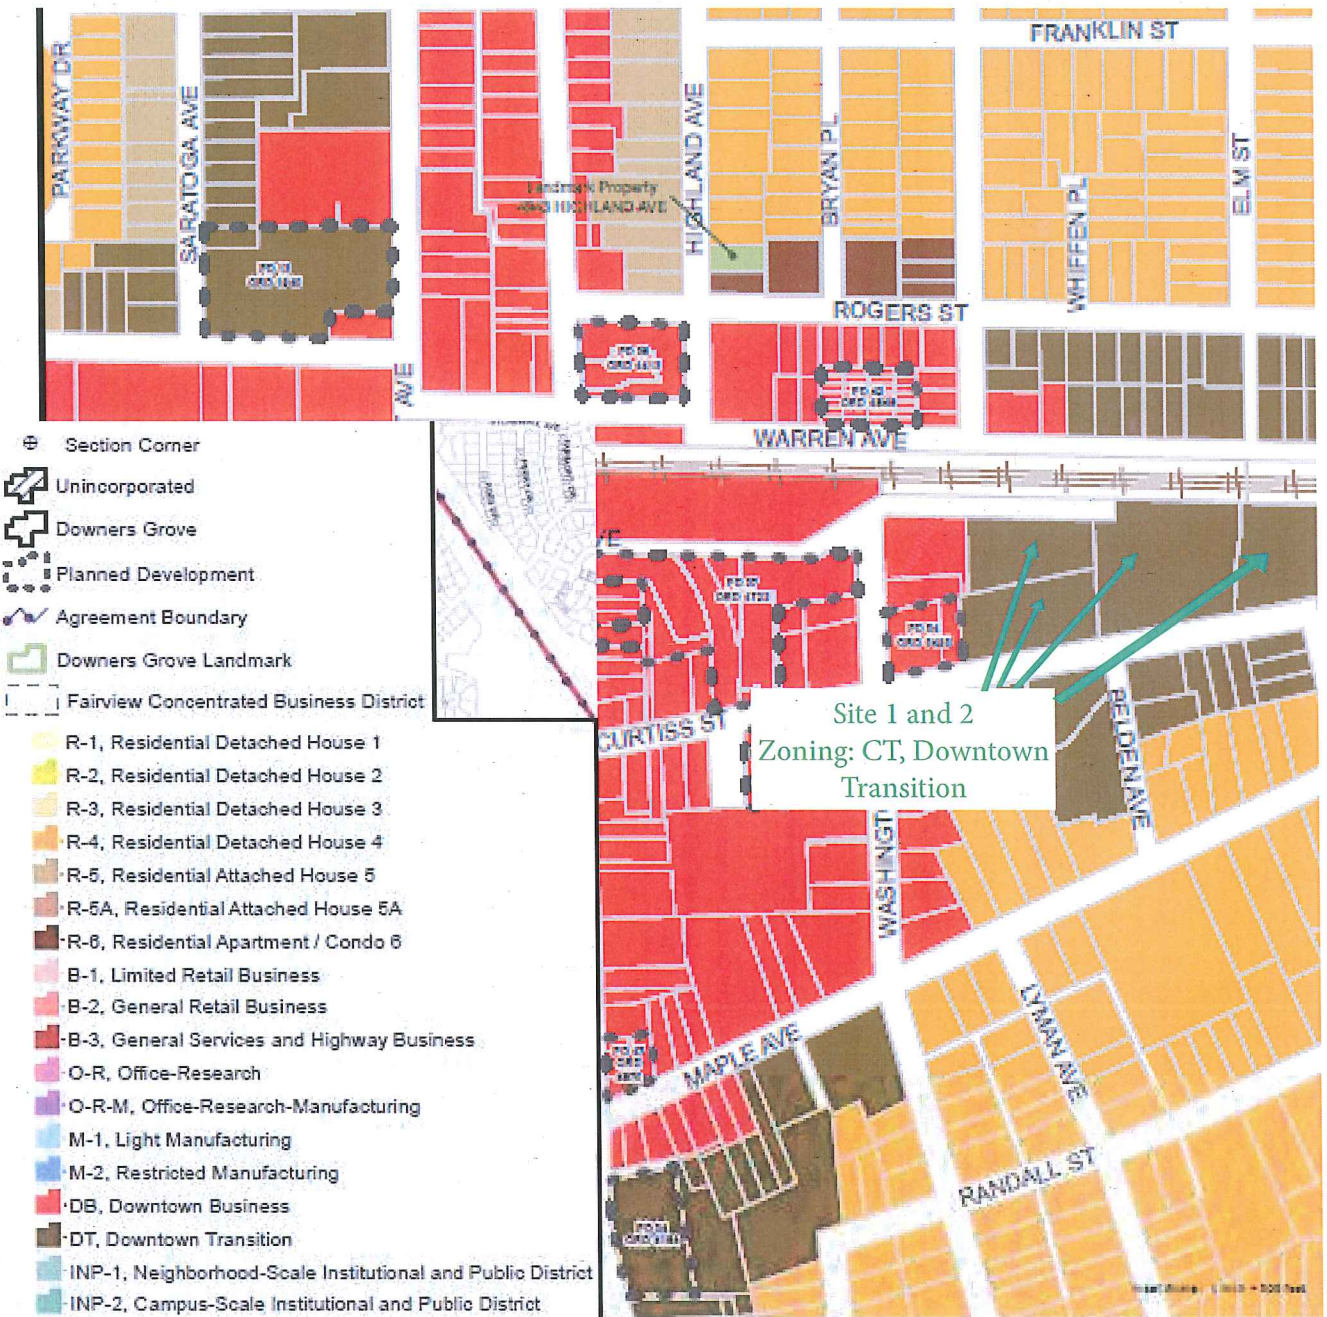 FRANKLIN ST
PARKWAY DR
SARATOGA AVE
HIGHLAND AVE
BRYAN PL
WHIFFEN PL
ELM ST
Landmark Property
HIGHLAND AVE
ROGERS ST
AVE
WARREN AVE
Section Corner
Unincorporated
Downers Grove
Planned Development
Agreement Boundary
Downers Grove Landmark
Fairview Concentrated Business District
R-1, Residential Detached House 1
R-2, Residential Detached House 2
R-3, Residential Detached House 3
R-4, Residential Detached House 4
R-5, Residential Attached House 5
R-5A, Residential Attached House 5A
R-6, Residential Apartment / Condo 6
B-1, Limited Retail Business
B-2, General Retail Business
B-3, General Services and Highway Business
O-R, Office-Research
O-R-M, Office-Research-Manufacturing
M-1, Light Manufacturing
M-2, Restricted Manufacturing
DB, Downtown Business
DT, Downtown Transition
INP-1, Neighborhood-Scale Institutional and Public District
INP-2, Campus-Scale Institutional and Public District
VE
CURTISS ST
Site 1 and 2
Zoning: CT, Downtown
Transition
BELDEN AVE
WASHINGT
MAPLE AVE
LYMAN AVE
RANDALL ST